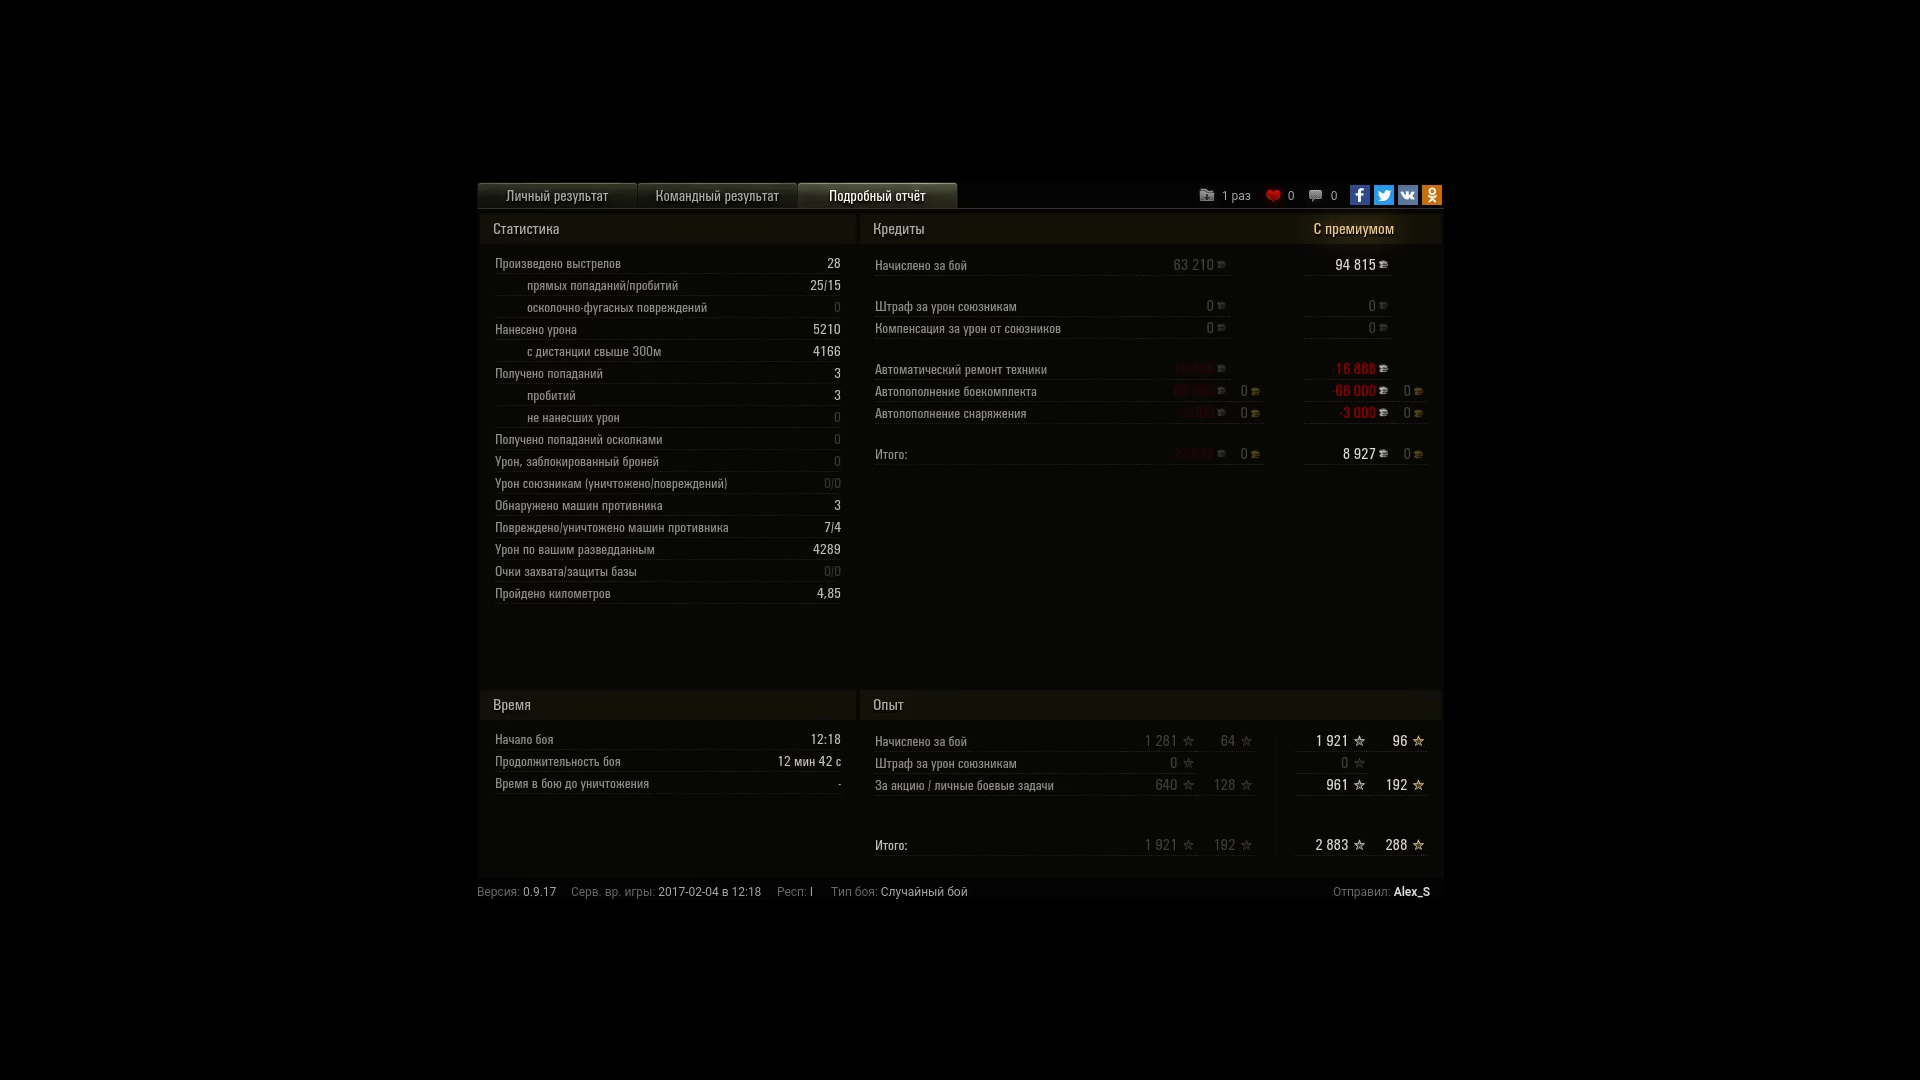 Личный результат Командный результат Подробный отчёт 1 раз 0 0
Статистика
Произведено выстрелов 28
прямых попаданий/пробитий 25/15
осколочно-фугасных повреждений 0
Нанесено урона 5210
с дистанции свыше 300м 4166
Получено попаданий 3
пробитий 3
не нанесших урон 0
Получено попаданий осколками 0
Урон, заблокированный броней 0
Урон союзникам (уничтожено/повреждений) 0/0
Обнаружено машин противника 3
Повреждено/уничтожено машин противника 7/4
Урон по вашим разведданным 4289
Очки захвата/защиты базы 0/0
Пройдено километров 4,85
Кредиты С премиумом
Начислено за бой 63 210 94 815
Штраф за урон союзникам 0 0
Компенсация за урон от союзников 0 0
Автоматический ремонт техники -16 888
Автопополнение боекомплекта 0 -66 000 0
Автопополнение снаряжения 0 -3 000 0
Итого: 0 8 927 0
Время
Начало боя 12:18
Продолжительность боя 12 мин 42 с
Время в бою до уничтожения -
Опыт
Начислено за бой 1 281 64 1 921 96
Штраф за урон союзникам 0 0
За акцию / личные боевые задачи 640 128 961 192
Итого: 1 921 192 2 883 288
Версия: 0.9.17 Серв. вр. игры: 2017-02-04 в 12:18 Респ: I Тип боя: Случайный бой Отправил: Alex_S